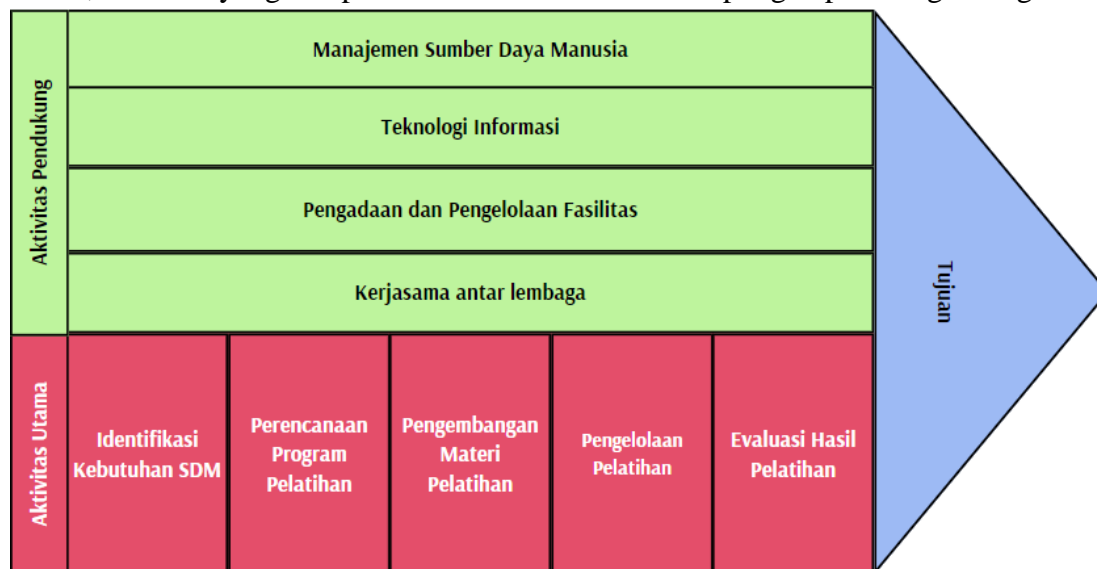 Manajemen Sumber Daya Manusia
Teknologi Informasi
Pengadaan dan Pengelolaan Fasilitas
Kerjasama antar lembaga
Aktivitas Pendukung
Tujuan
Aktivitas Utama
Identifikasi
Kebutuhan SDM
Perencanaan
Program
Pelatihan
Pengembangan
Materi
Pelatihan
Pengelolaan
Pelatihan
Evaluasi Hasil
Pelatihan